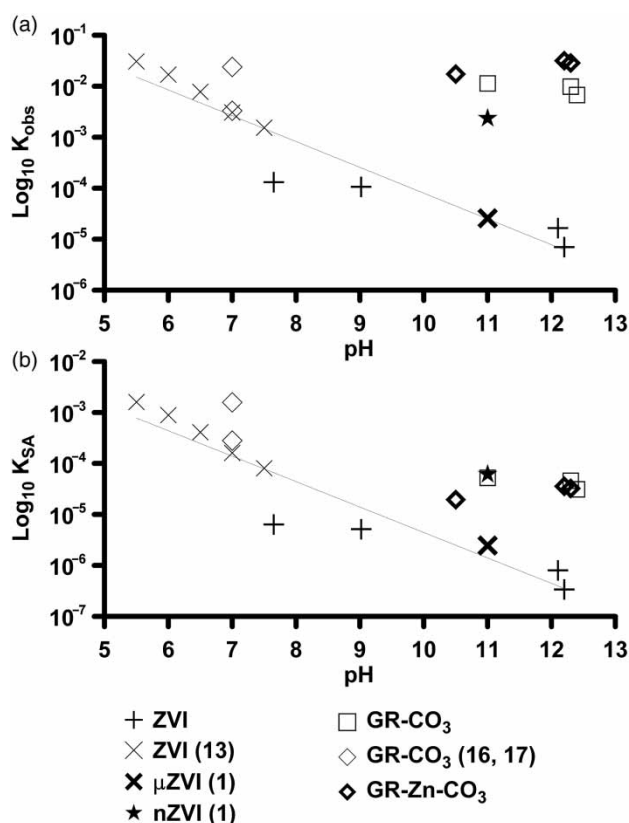 (a)
Log₁₀ K_obs
10⁻¹
10⁻²
10⁻³
10⁻⁴
10⁻⁵
10⁻⁶
5 6 7 8 9 10 11 12 13
pH
(b)
Log₁₀ K_SA
10⁻²
10⁻³
10⁻⁴
10⁻⁵
10⁻⁶
10⁻⁷
5 6 7 8 9 10 11 12 13
pH
ZVI
ZVI (13)
μZVI (1)
nZVI (1)
GR-CO₃
GR-CO₃ (16, 17)
GR-Zn-CO₃